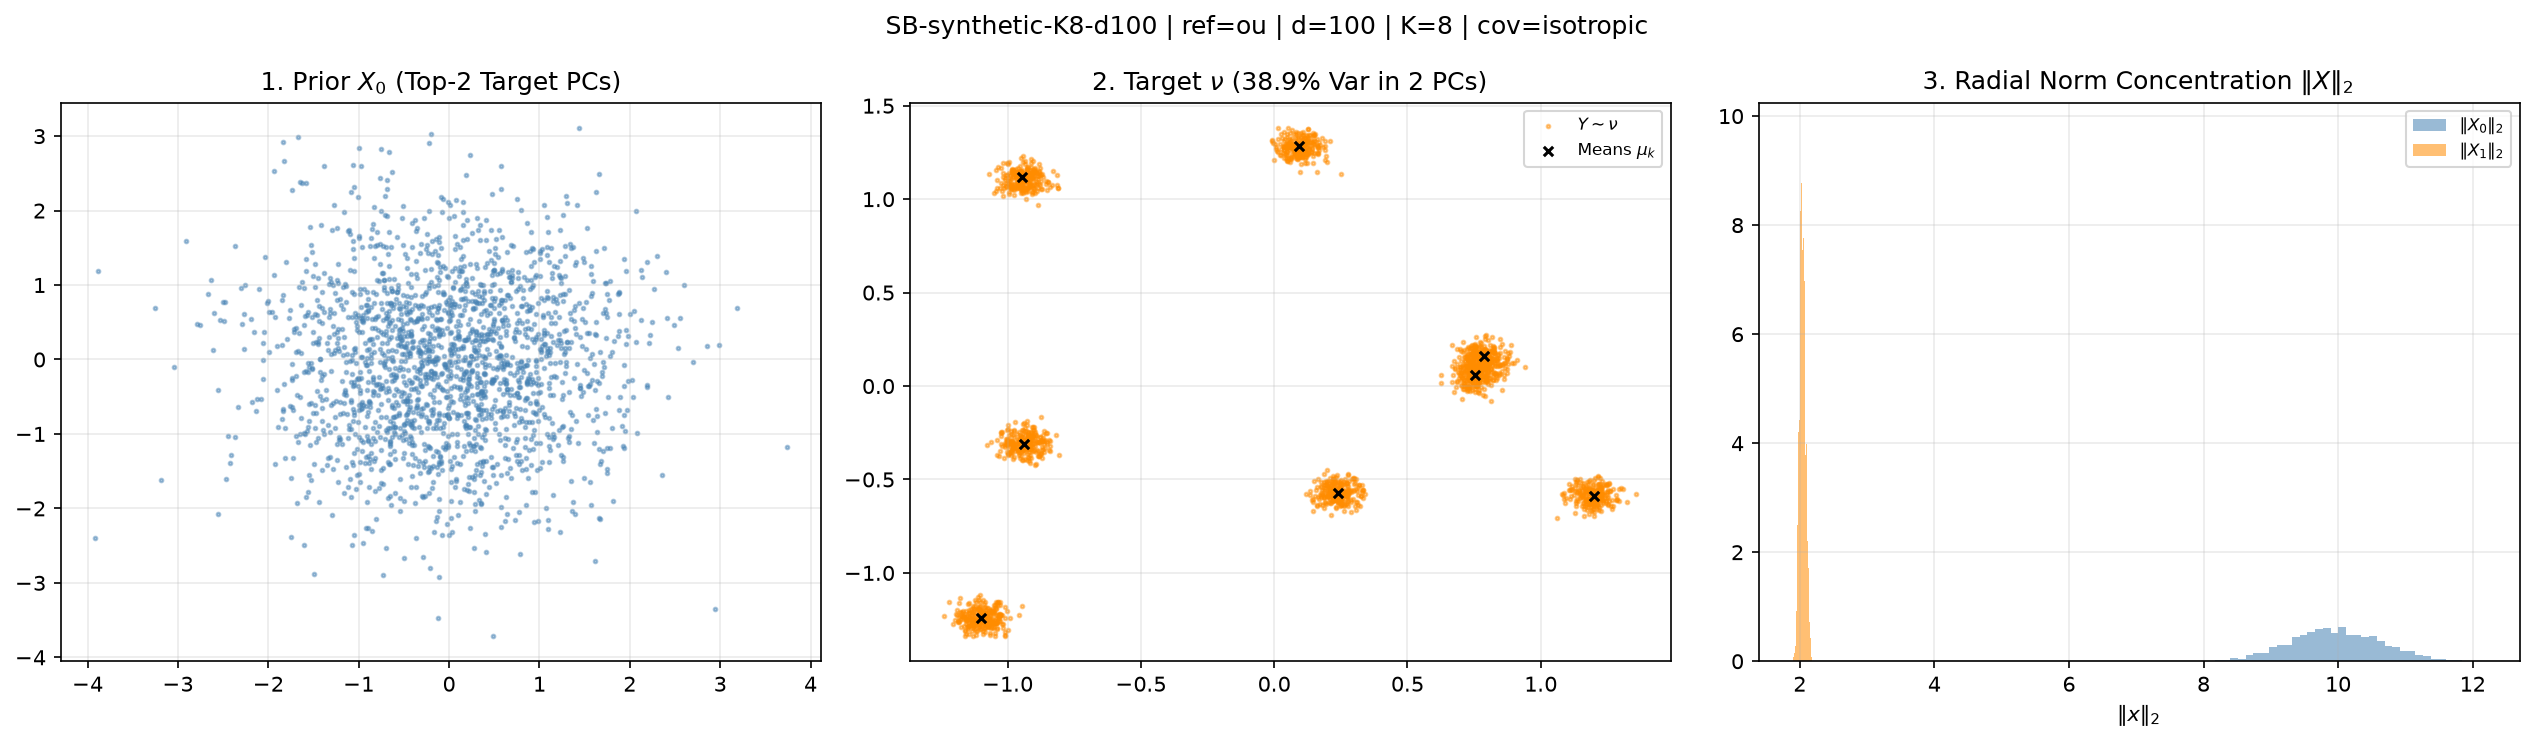 SB-synthetic-K8-d100 | ref=ou | d=100 | K=8 | cov=isotropic
1. Prior X₀ (Top-2 Target PCs)
3
2
1
0
−1
−2
−3
−4
−4 −3 −2 −1 0 1 2 3 4
2. Target ν (38.9% Var in 2 PCs)
Y ∼ ν
Means μₖ
1.5
1.0
0.5
0.0
−0.5
−1.0
−1.0 −0.5 0.0 0.5 1.0
3. Radial Norm Concentration ‖X‖₂
‖X₀‖₂
‖X₁‖₂
10
8
6
4
2
0
2 4 6 8 10 12
‖x‖₂